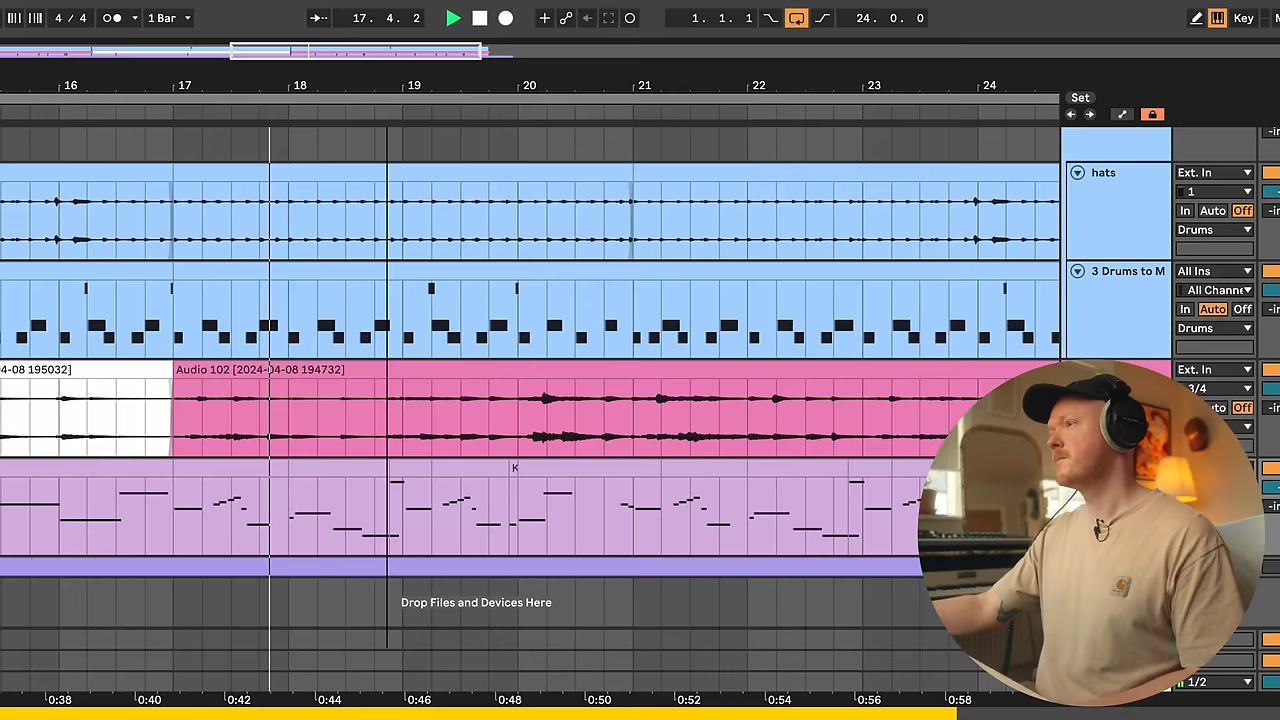 4 / 4 1 Bar 17. 4. 2 1. 1. 1 24. 0. 0 Key
16 17 18 19 20 21 22 23 24
Set
hats Ext. In
1
In Auto Off
Drums
3 Drums to M All Ins
All Channe
In Auto Off
Drums
4-08 195032] Audio 102 [2024-04-08 194732] Ext. In
3/4
Off
K
Drop Files and Devices Here
1/2
0:38 0:40 0:42 0:44 0:46 0:48 0:50 0:52 0:54 0:56 0:58